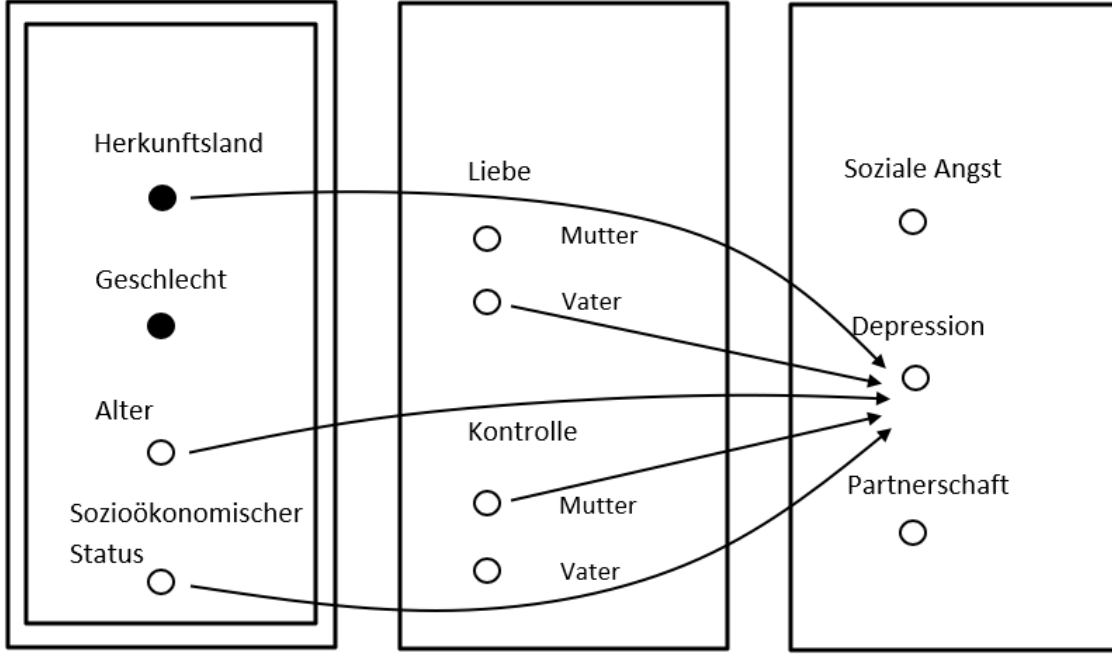 Herkunftsland
Geschlecht
Alter
Sozioökonomischer
Status
Liebe
Mutter
Vater
Kontrolle
Mutter
Vater
Soziale Angst
Depression
Partnerschaft